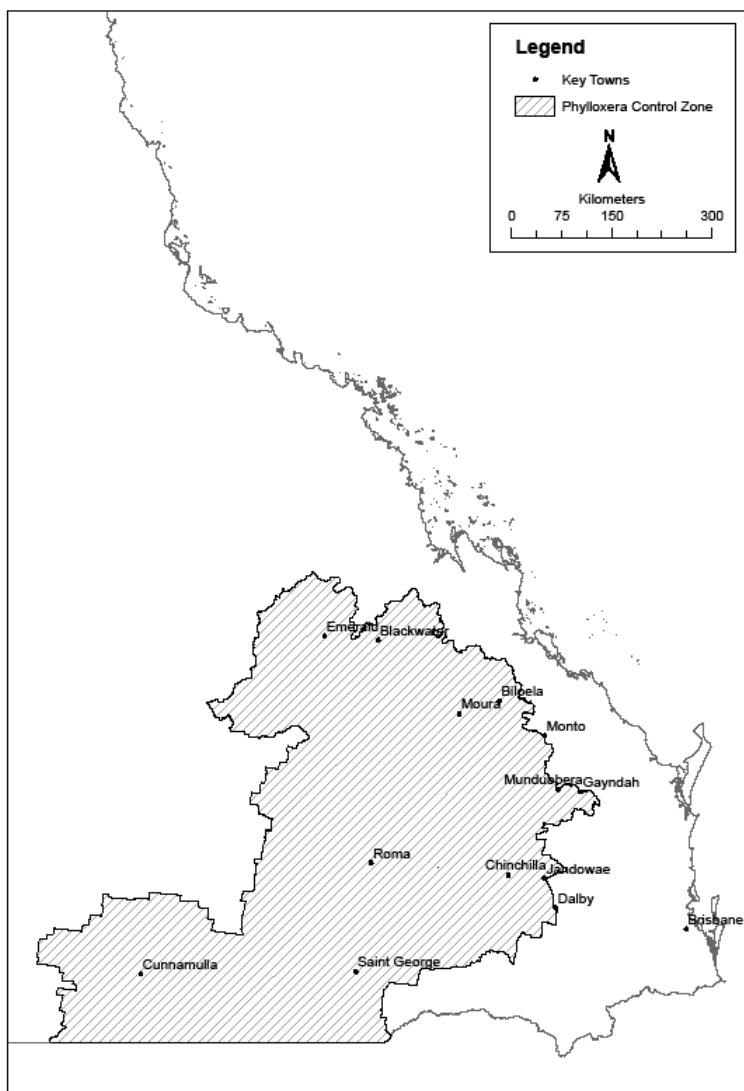 Legend
Key Towns
Phylloxera Control Zone
N
Kilometers
0 75 150 300
Emerald
Blackwater
Biloela
Moura
Monto
Mundubbera
Gayndah
Roma
Chinchilla
Jandowae
Dalby
Brisbane
Cunnamulla
Saint George